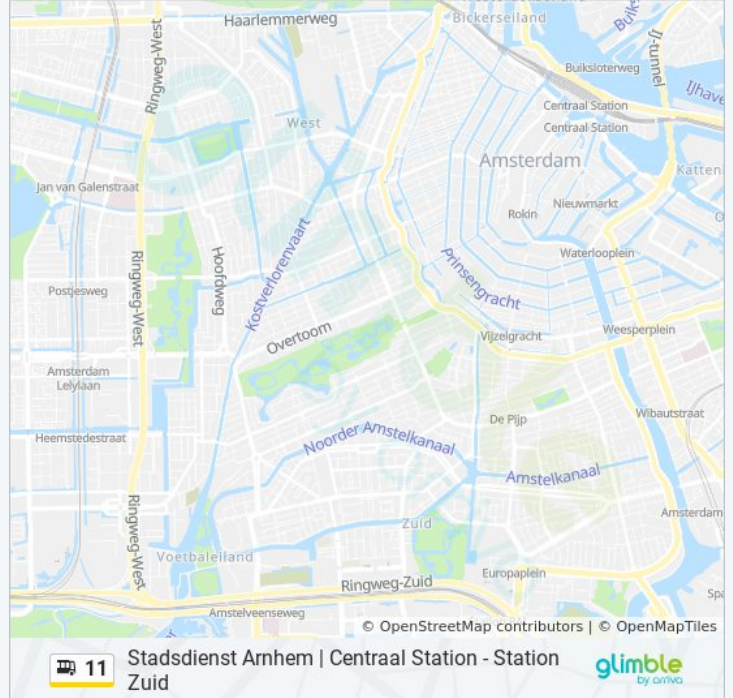 Haarlemmerweg
Bickerseiland
Ringweg-West
IJ-tunnel
Buiksloterweg
IJhave
Centraal Station
West
Centraal Station
Amsterdam
Katten
Jan van Galenstraat
Nieuwmarkt
Rokin
Kostverlorenvaart
Hoofdweg
Waterlooplein
Prinsengracht
Postjesweg
Ringweg-West
Overtoom
Vijzelgracht
Weesperplein
Amsterdam
Lelylaan
De Pijp
Wibautstraat
Heemstedestraat
Noorder Amstelkanaal
Amstelkanaal
Ringweg-West
Amsterdam
Zuid
Voetbaleiland
Europaplein
Ringweg-Zuid
Spa
Amstelveenseweg
© OpenStreetMap contributors | © OpenMapTiles
11
Stadsdienst Arnhem | Centraal Station - Station
Zuid
glimble
by arriva